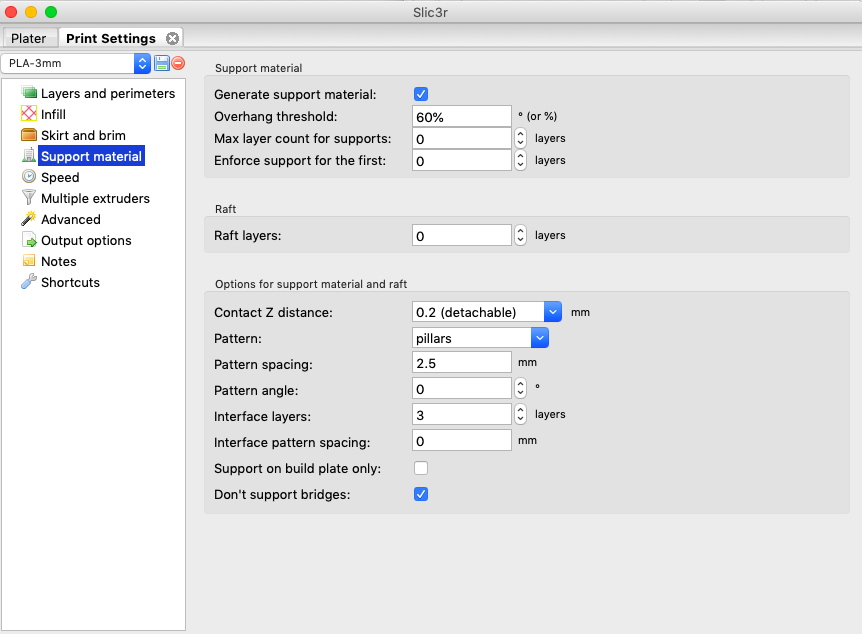 Slic3r
Plater
Print Settings
PLA-3mm
Layers and perimeters
Infill
Skirt and brim
Support material
Speed
Multiple extruders
Advanced
Output options
Notes
Shortcuts
Support material
Generate support material:
Overhang threshold: 60% ° (or %)
Max layer count for supports: 0 layers
Enforce support for the first: 0 layers
Raft
Raft layers: 0 layers
Options for support material and raft
Contact Z distance: 0.2 (detachable) mm
Pattern: pillars
Pattern spacing: 2.5 mm
Pattern angle: 0 °
Interface layers: 3 layers
Interface pattern spacing: 0 mm
Support on build plate only:
Don't support bridges: